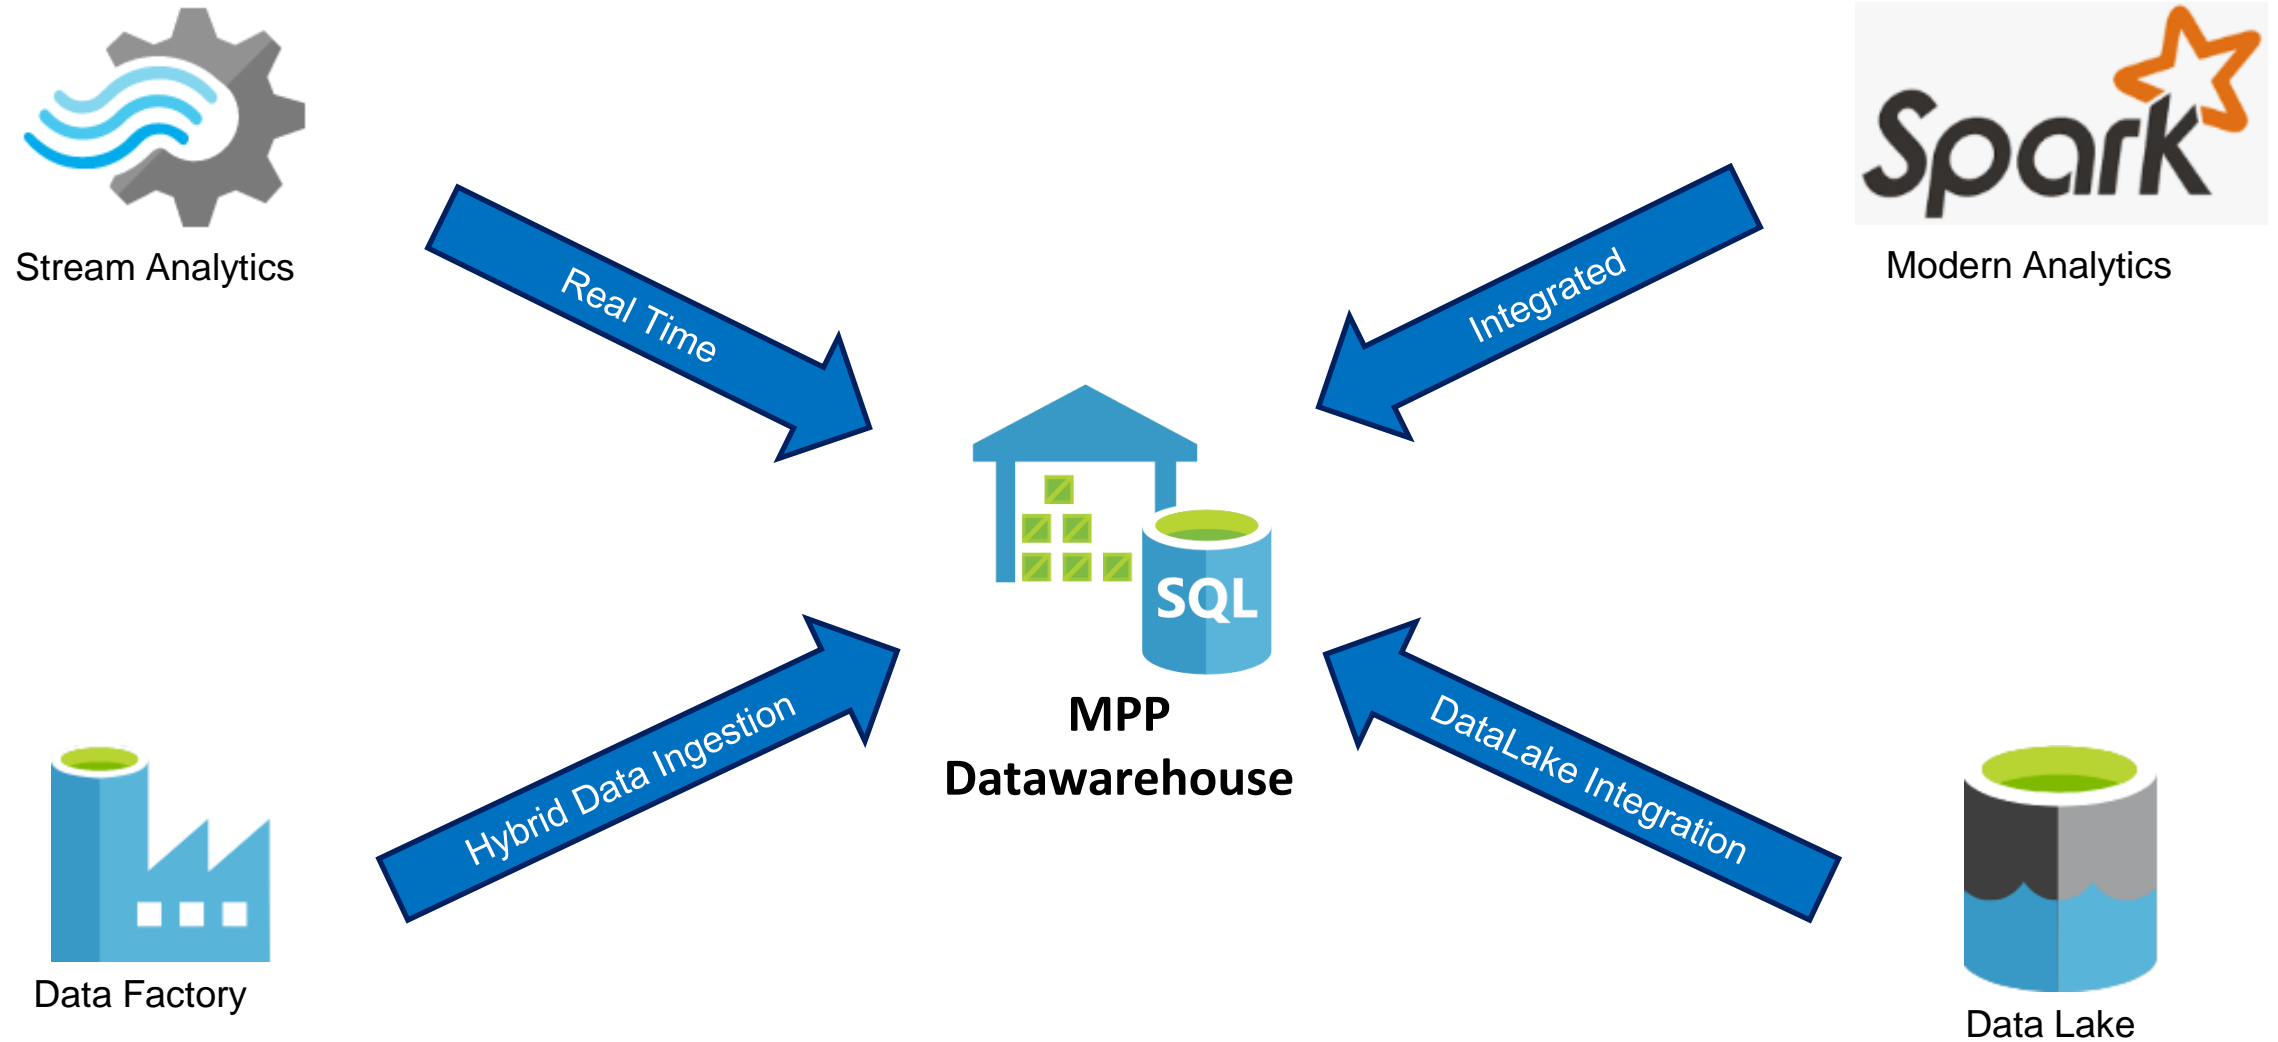 Spark
Stream Analytics
Modern Analytics
Real Time
Integrated
SQL
MPP
Datawarehouse
Hybrid Data Ingestion
DataLake Integration
Data Factory
Data Lake